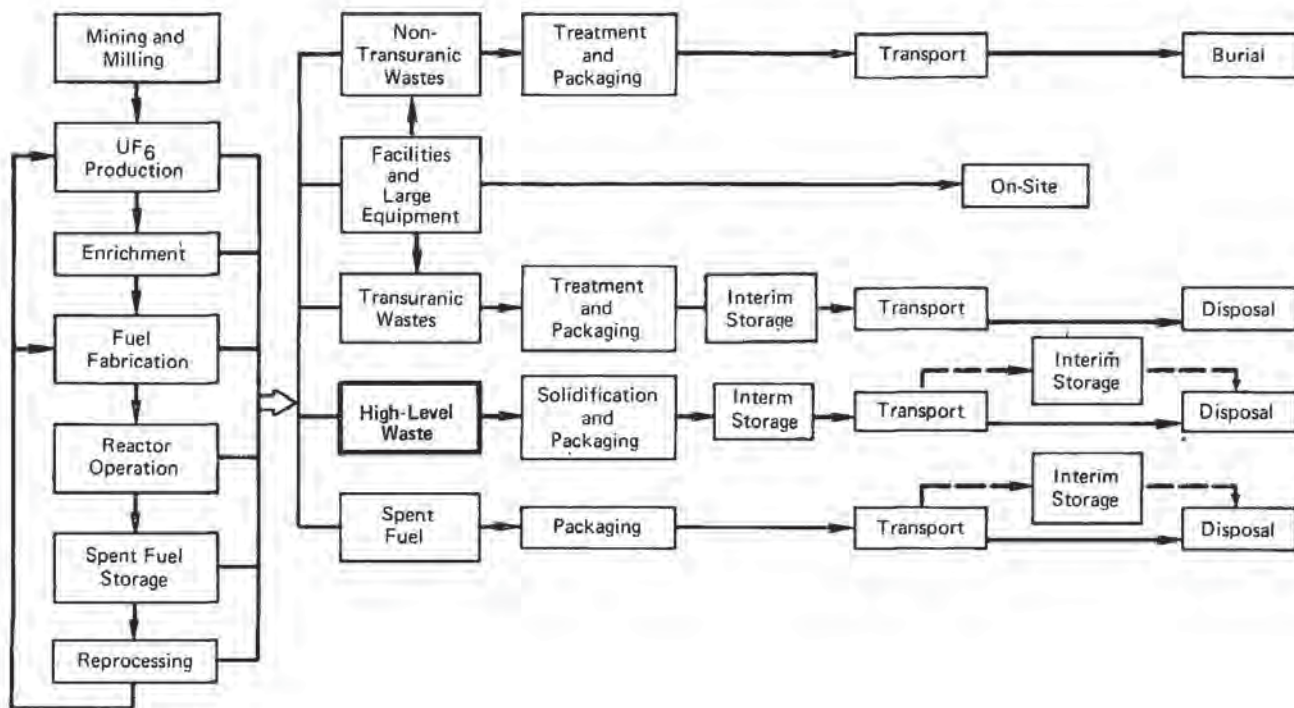 Mining and
Milling
UF6
Production
Enrichment
Fuel
Fabrication
Reactor
Operation
Spent Fuel
Storage
Reprocessing
Non-
Transuranic
Wastes
Treatment
and
Packaging
Transport
Burial
Facilities
and
Large
Equipment
On-Site
Transuranic
Wastes
Treatment
and
Packaging
Interim
Storage
Transport
Disposal
High-Level
Waste
Solidification
and
Packaging
Interm
Storage
Transport
Interim
Storage
Disposal
Spent
Fuel
Packaging
Transport
Interim
Storage
Disposal